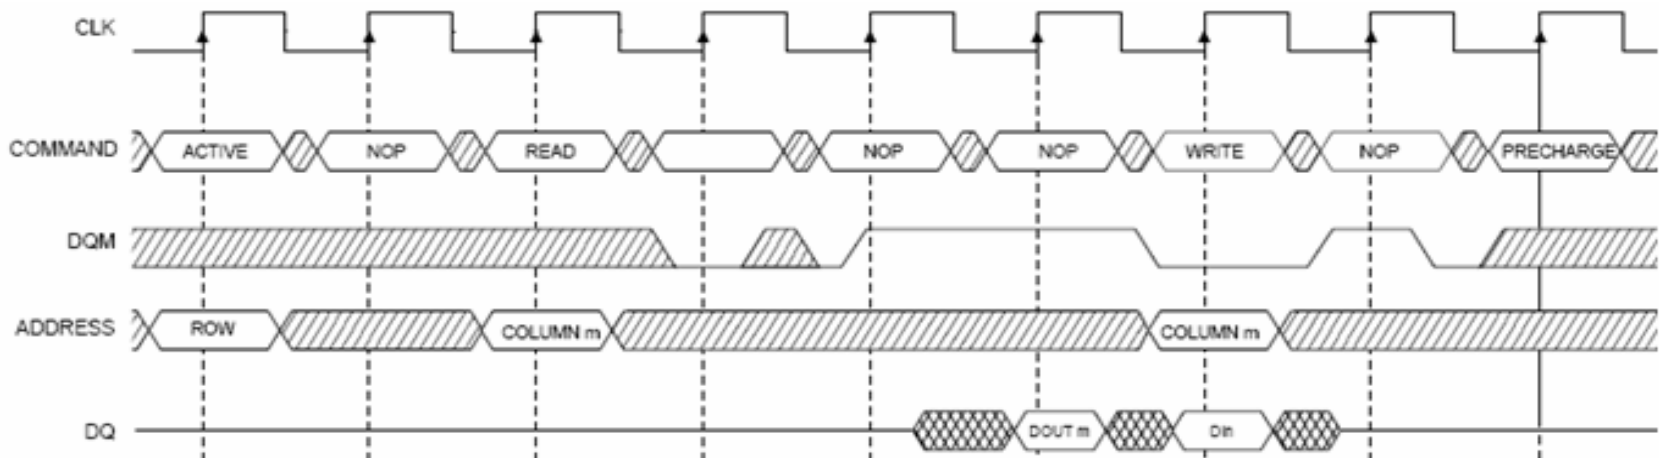 CLK
COMMAND ACTIVE NOP READ NOP NOP WRITE NOP PRECHARGE
DQM
ADDRESS ROW COLUMN m COLUMN m
DQ DOUT m Din